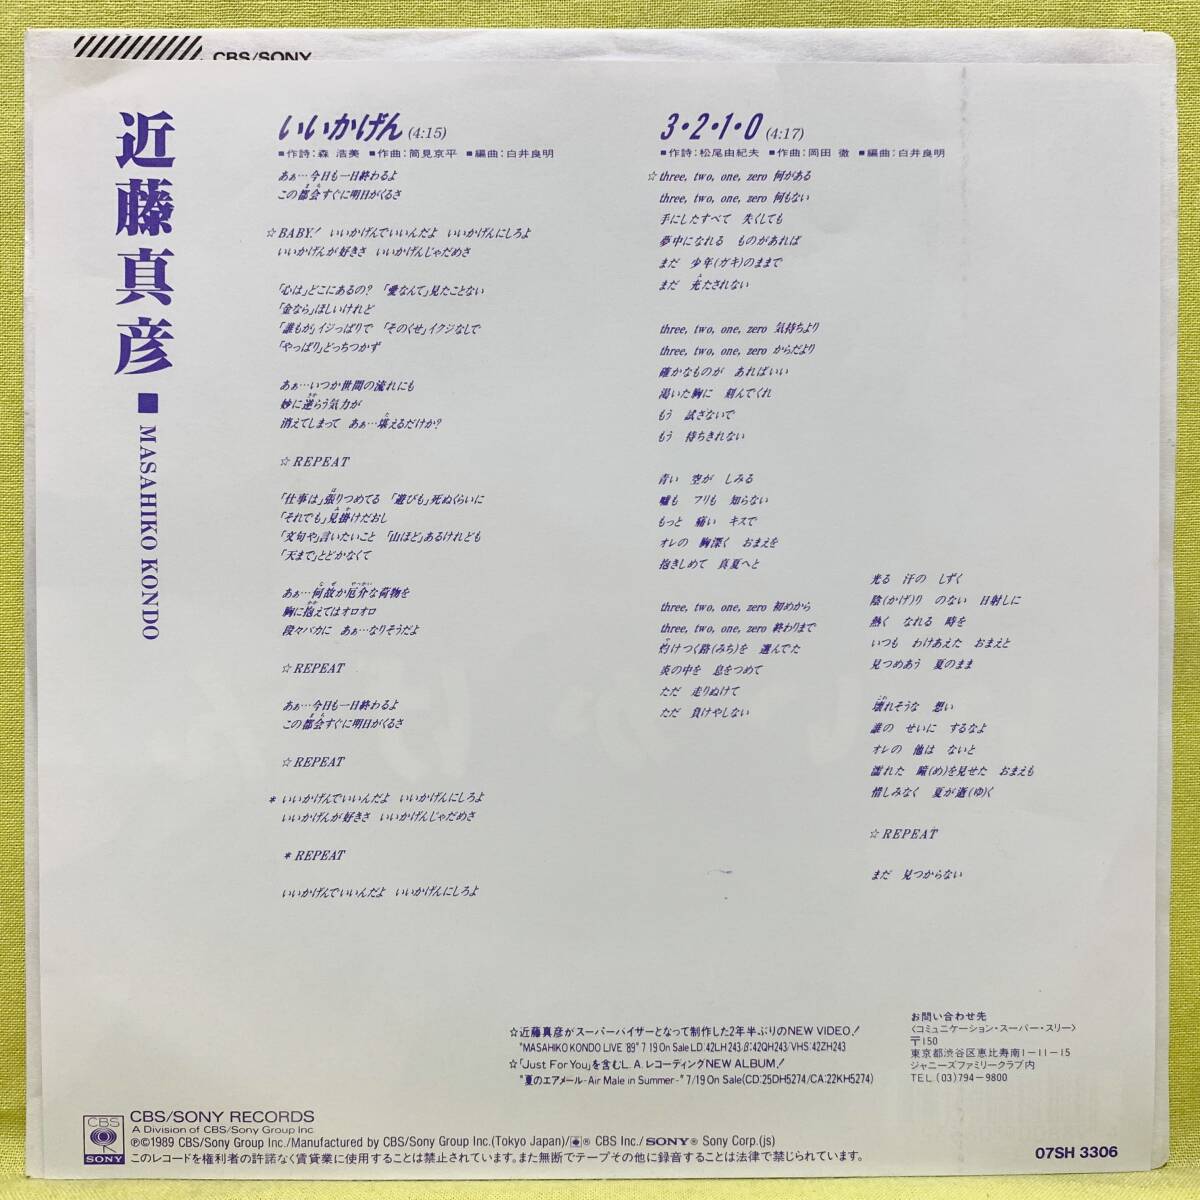 CBS/SONY
近藤真彦
■
MASAHIKO KONDO
いいかげん (4:15)
■作詩:森 浩美 ■作曲:筒見京平 ■編曲:白井良明
あぁ…今日も一日終わるよ
この都会すぐに明日がくるさ
☆BABY! いいかげんでいいんだよ いいかげんにしろよ
いいかげんが好きさ いいかげんじゃだめさ
「心は」どこにあるの? 「愛なんて」見たことない
「金なら」ほしいけれど
「誰もが」イジっぱりで 「そのくせ」イクジなしで
「やっぱり」どっちつかず
あぁ…いつか世間の流れにも
妙に逆らう気力が
消えてしまって あぁ…壊えるだけか?
☆REPEAT
「仕事は」張りつめてる 「遊びも」死ぬくらいに
「それでも」見掛けだおし
「文句や」言いたいこと 「山ほど」あるけれども
「天まで」とどかなくて
あぁ…何故か厄介な荷物を
胸に抱えてはオロオロ
段々バカに あぁ…なりそうだよ
☆REPEAT
あぁ…今日も一日終わるよ
この都会すぐに明日がくるさ
☆REPEAT
* いいかげんでいいんだよ いいかげんにしろよ
いいかげんが好きさ いいかげんじゃだめさ
* REPEAT
いいかげんでいいんだよ いいかげんにしろよ
3・2・1・0 (4:17)
■作詩:松尾由紀夫 ■作曲:岡田 徹 ■編曲:白井良明
☆three, two, one, zero 何がある
three, two, one, zero 何もない
手にしたすべて 失くしても
夢中になれる ものがあれば
まだ 少年(ガキ)のままで
まだ 充たされない
three, two, one, zero 気持ちより
three, two, one, zero からだより
確かなものが あればいい
渇いた胸に 刻んでくれ
もう 試さないで
もう 待ちきれない
青い 空が しみる
嘘も フリも 知らない
もっと 痛い キスで
オレの 胸深く おまえを
抱きしめて 真夏へと
three, two, one, zero 初めから
three, two, one, zero 終わりまで
灼けつく路(みち)を 選んでた
炎の中を 息をつめて
ただ 走りぬけて
ただ 負けやしない
光る 汗の しずく
陰(かげ)り のない 日射しに
熱く なれる 時を
いつも わけあえた おまえと
見つめあう 夏のまま
壊れそうな 想い
誰の せいに するなよ
オレの 他は ないと
濡れた 瞳(め)を見せた おまえも
惜しみなく 夏が逝(ゆ)く
☆REPEAT
まだ 見つからない
☆近藤真彦がスーパーバイザーとなって制作した2年半ぶりのNEW VIDEO!
"MASAHIKO KONDO LIVE '89" 7 19 On Sale LD:42LH 243 β:42QH243/VHS:42ZH243
☆「Just For You」を含むL.A.レコーディングNEW ALBUM!
"夏のエアメール-Air Male in Summer-" 7/19 On Sale(CD:25DH5274/CA:22KH5274)
お問い合わせ先
〈コミュニケーション・スーパー・スリー〉
〒150
東京都渋谷区恵比寿南1-11-15
ジャニーズファミリークラブ内
TEL (03)794-9800
CBS
SONY
CBS/SONY RECORDS
A Division of CBS/Sony Group Inc.
℗©1989 CBS/Sony Group Inc./Manufactured by CBS/Sony Group Inc.(Tokyo Japan)/® CBS Inc./SONY® Sony Corp.(js)
このレコードを権利者の許諾なく賃貸業に使用することは禁止されています。また無断でテープその他に録音することは法律で禁じられています。
07SH 3306